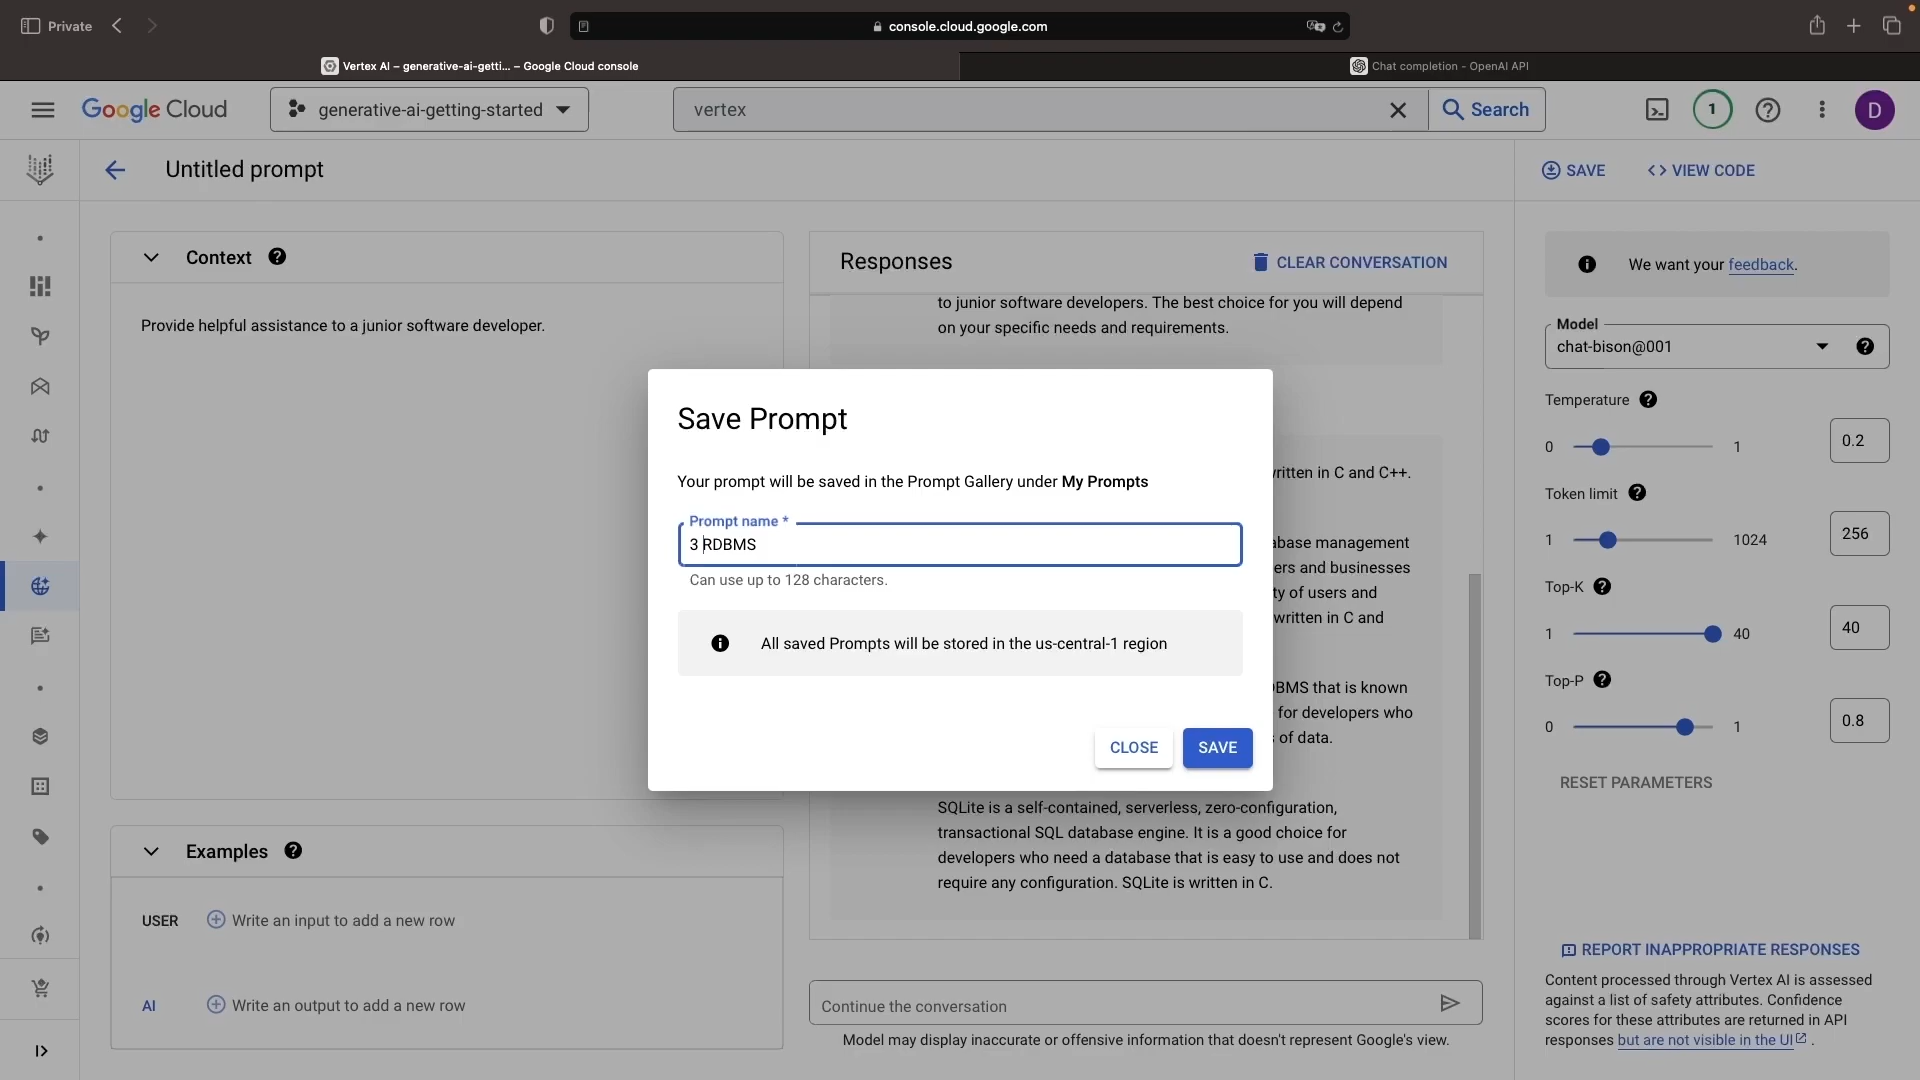 Private
console.cloud.google.com
Vertex AI – generative-ai-getti... – Google Cloud console
Chat completion - OpenAI API
Google Cloud
generative-ai-getting-started
vertex
Search
1
D
Untitled prompt
SAVE
VIEW CODE
Context
Provide helpful assistance to a junior software developer.
Responses
CLEAR CONVERSATION
to junior software developers. The best choice for you will depend
on your specific needs and requirements.
written in C and C++.
abase management
ers and businesses
ty of users and
written in C and
DBMS that is known
for developers who
s of data.
SQLite is a self-contained, serverless, zero-configuration,
transactional SQL database engine. It is a good choice for
developers who need a database that is easy to use and does not
require any configuration. SQLite is written in C.
Save Prompt
Your prompt will be saved in the Prompt Gallery under My Prompts
Prompt name *
3 RDBMS
Can use up to 128 characters.
All saved Prompts will be stored in the us-central-1 region
CLOSE
SAVE
Examples
USER
Write an input to add a new row
AI
Write an output to add a new row
Continue the conversation
Model may display inaccurate or offensive information that doesn't represent Google's view.
We want your feedback.
Model
chat-bison@001
Temperature
0
1
0.2
Token limit
1
1024
256
Top-K
1
40
40
Top-P
0
1
0.8
RESET PARAMETERS
REPORT INAPPROPRIATE RESPONSES
Content processed through Vertex AI is assessed
against a list of safety attributes. Confidence
scores for these attributes are returned in API
responses but are not visible in the UI .